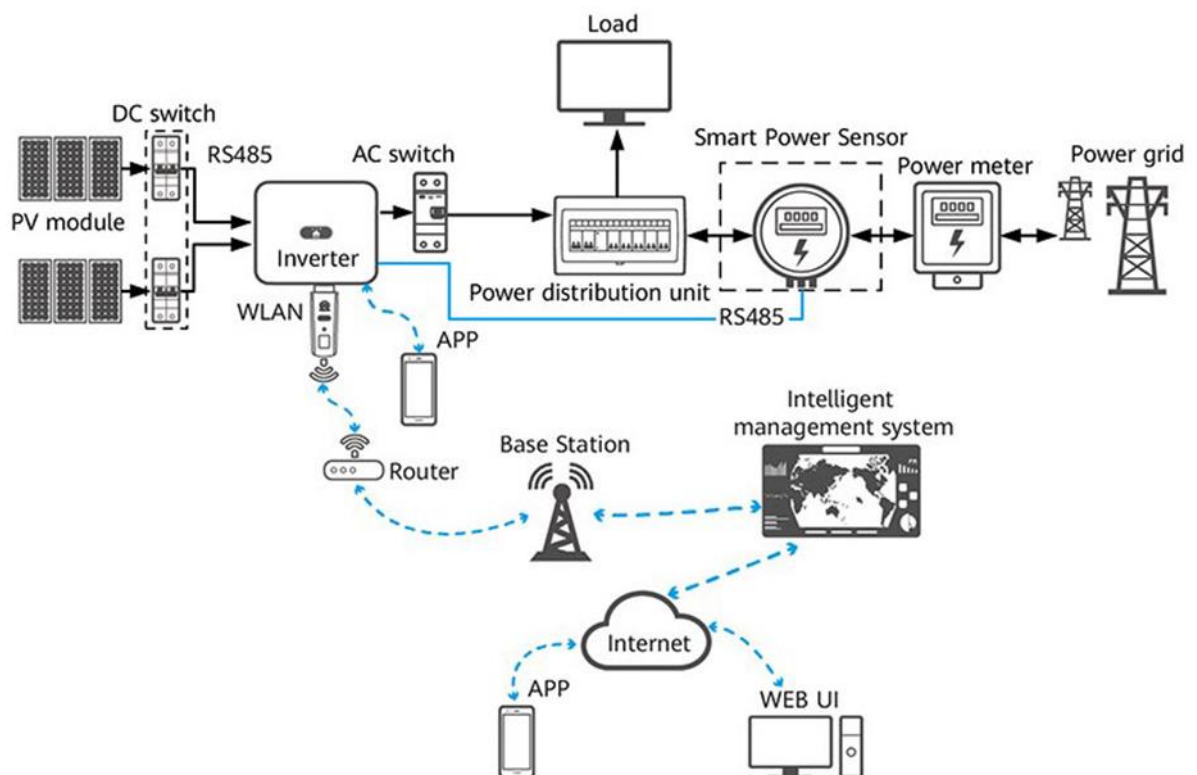 Load
DC switch
RS485
AC switch
Smart Power Sensor
Power meter
Power grid
PV module
Inverter
Power distribution unit
WLAN
RS485
APP
Intelligent
management system
Base Station
Router
Internet
APP
WEB UI